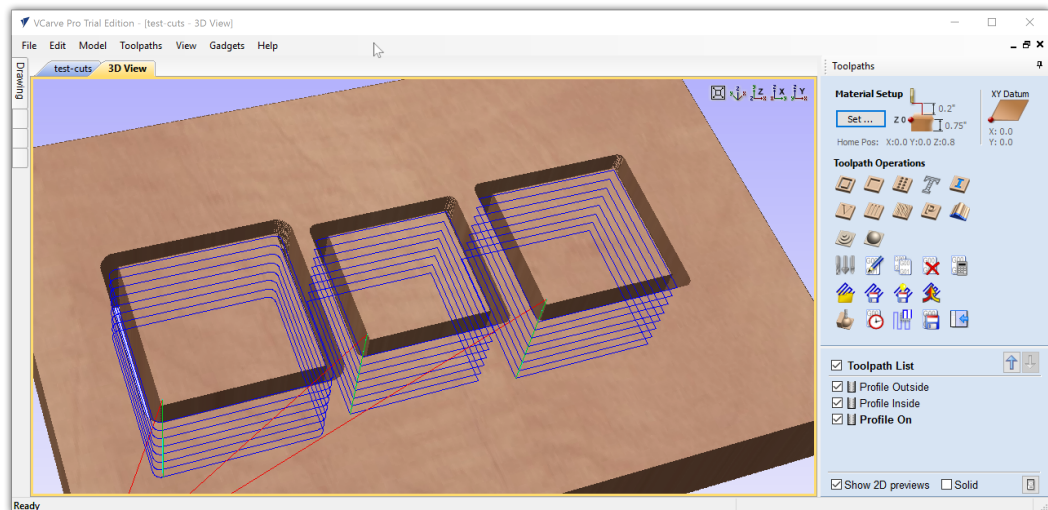 VCarve Pro Trial Edition - [test-cuts - 3D View]
File Edit Model Toolpaths View Gadgets Help
Drawing
test-cuts 3D View
Z
X
Y
Toolpaths
Material Setup
XY Datum
0.2"
Set ...
Z 0
0.75"
X: 0.0
Home Pos: X:0.0 Y:0.0 Z:0.8
Y: 0.0
Toolpath Operations
Toolpath List
Profile Outside
Profile Inside
Profile On
Show 2D previews Solid
Ready